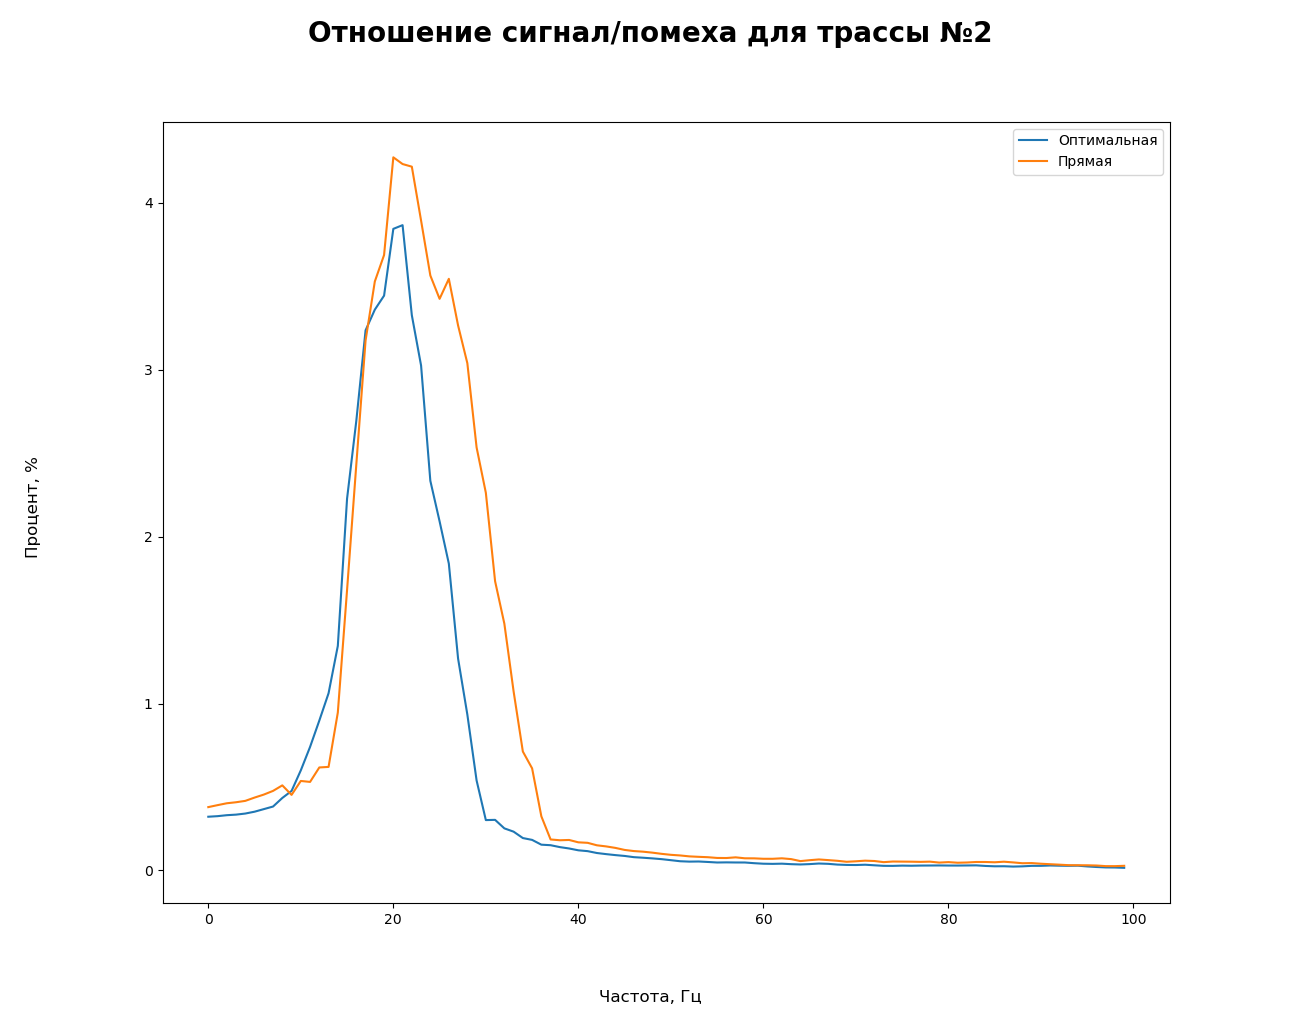 Отношение сигнал/помеха для трассы №2
Оптимальная
Прямая
4
3
2
1
0
Процент, %
0 20 40 60 80 100
Частота, Гц